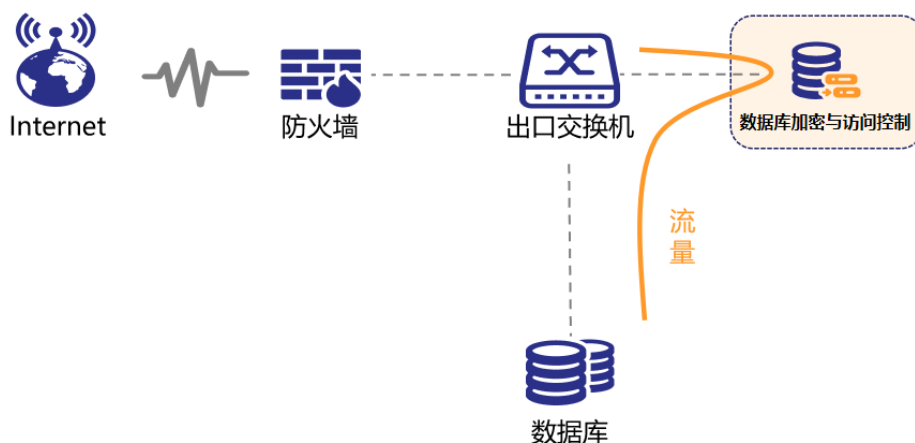 Internet
防火墙
出口交换机
数据库加密与访问控制
流量
数据库